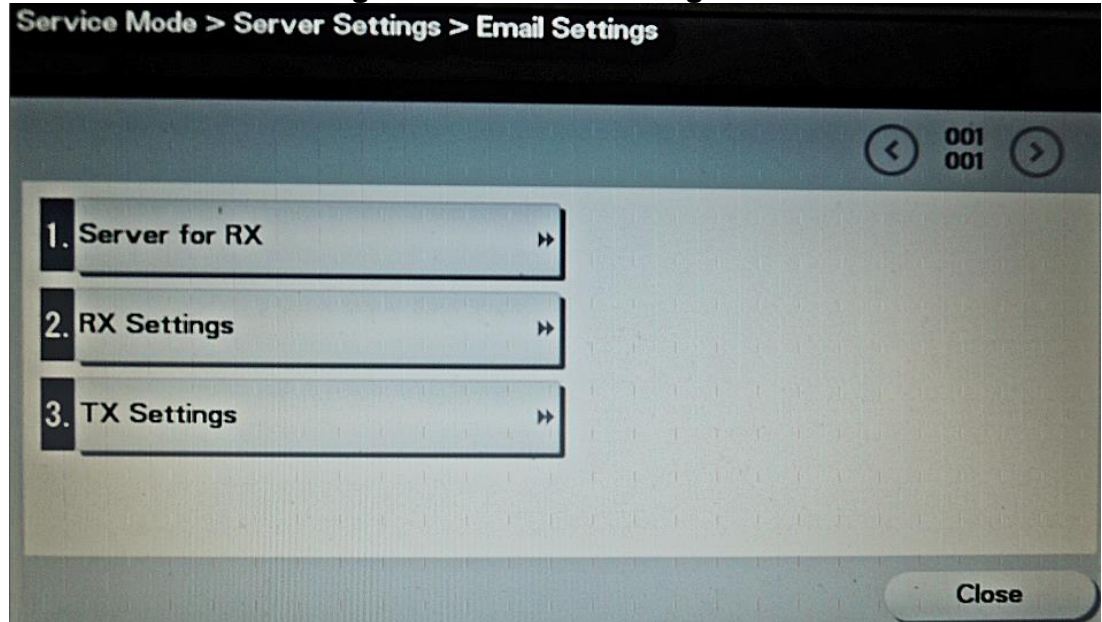 Service Mode > Server Settings > Email Settings
001
001
1. Server for RX
2. RX Settings
3. TX Settings
Close